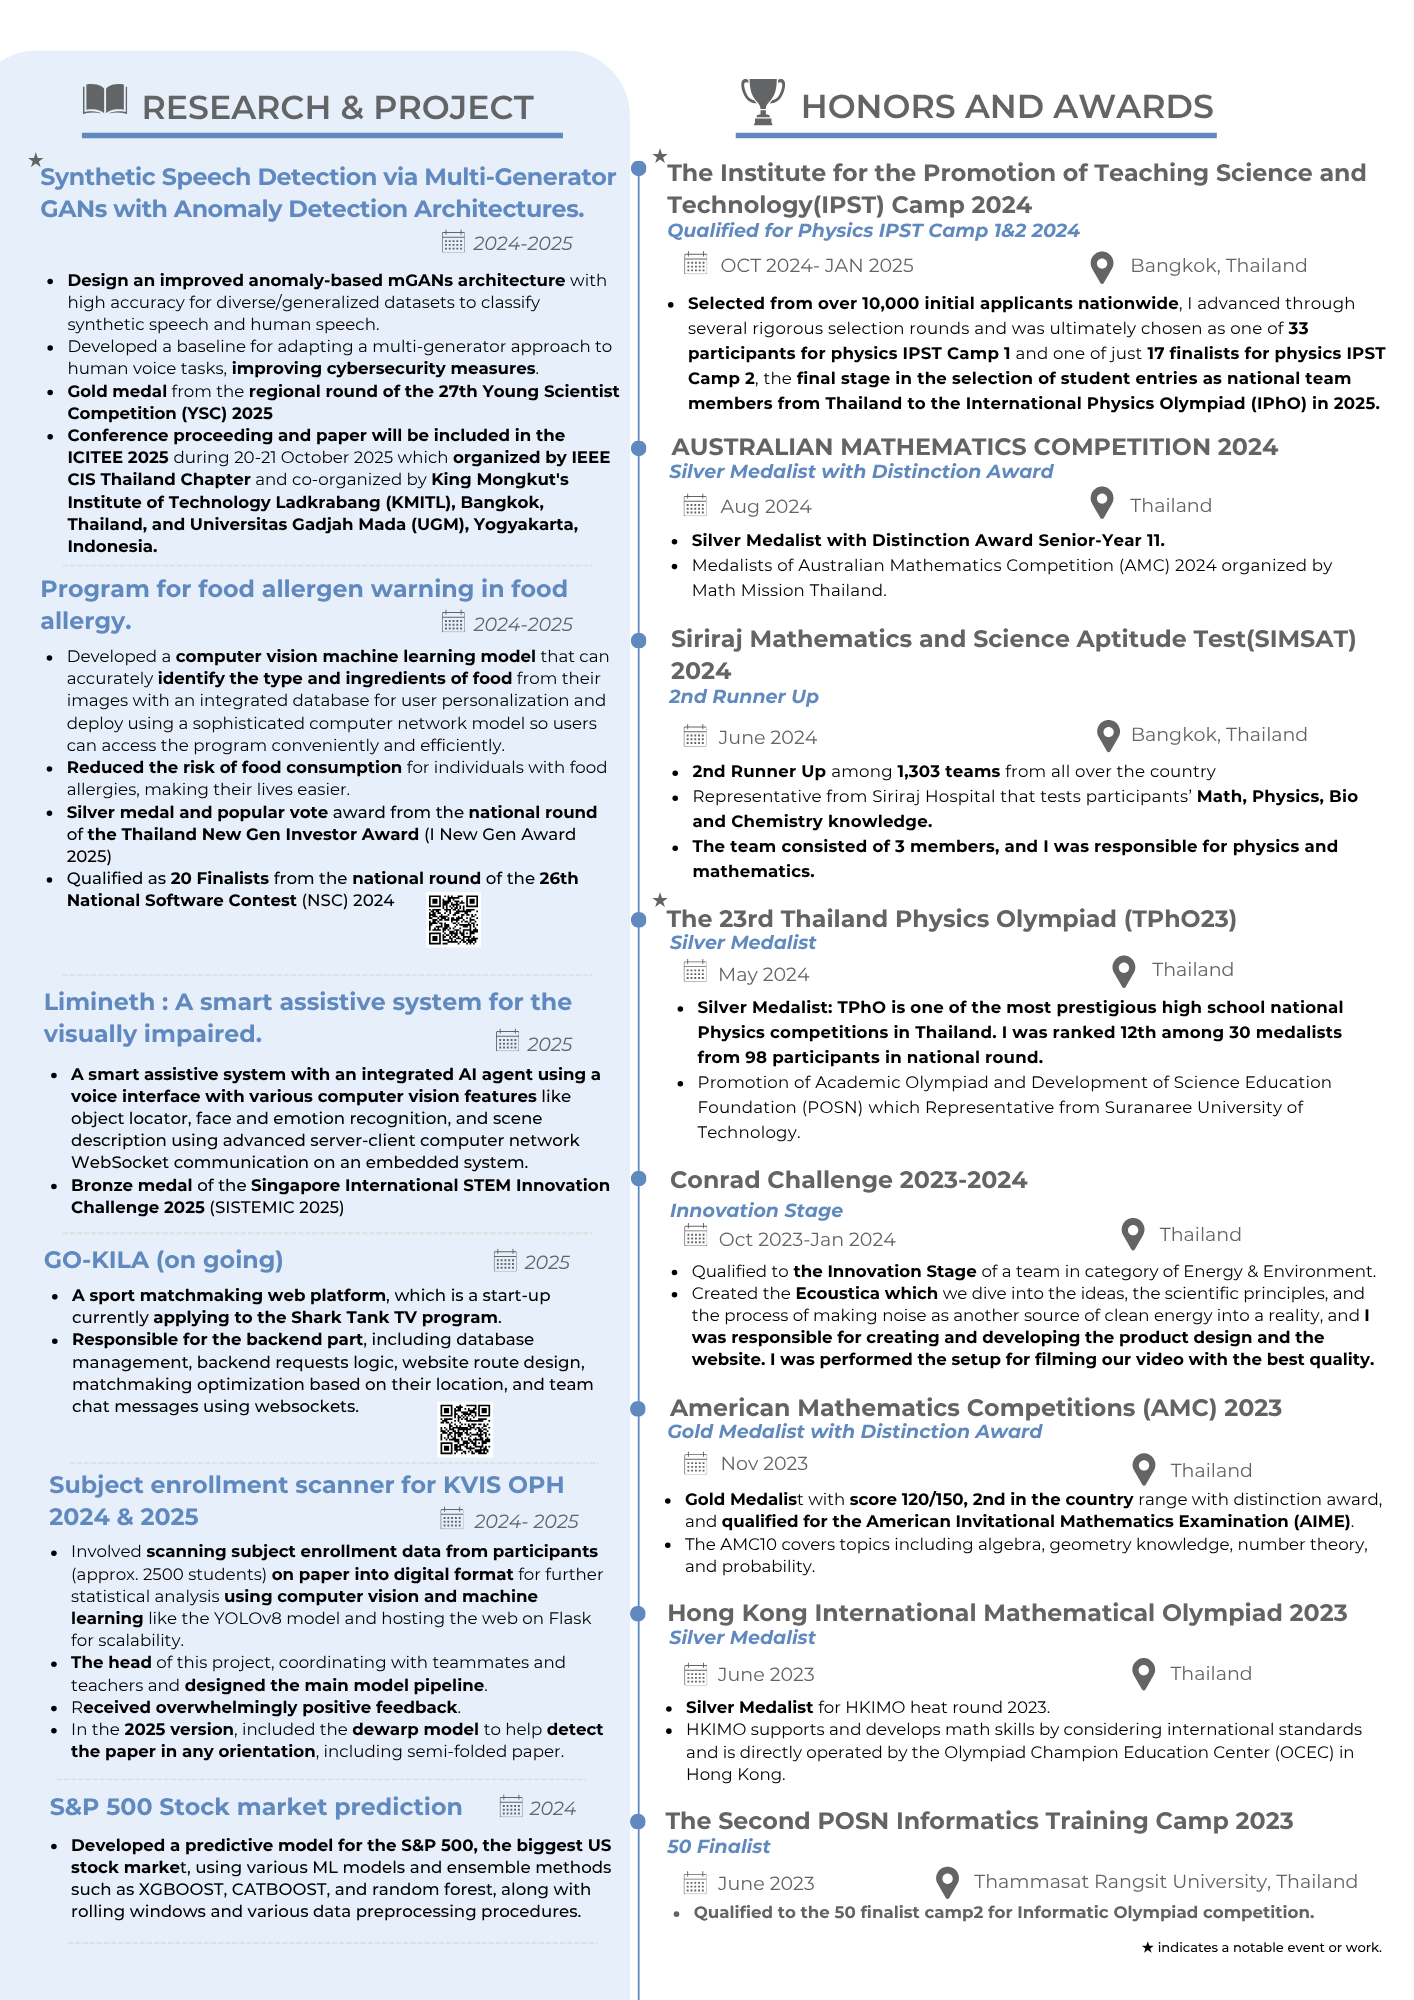 RESEARCH & PROJECT
★
Synthetic Speech Detection via Multi-Generator
GANs with Anomaly Detection Architectures.
2024-2025
• Design an improved anomaly-based mGANs architecture with
high accuracy for diverse/generalized datasets to classify
synthetic speech and human speech.
• Developed a baseline for adapting a multi-generator approach to
human voice tasks, improving cybersecurity measures.
• Gold medal from the regional round of the 27th Young Scientist
Competition (YSC) 2025
• Conference proceeding and paper will be included in the
ICITEE 2025 during 20-21 October 2025 which organized by IEEE
CIS Thailand Chapter and co-organized by King Mongkut's
Institute of Technology Ladkrabang (KMITL), Bangkok,
Thailand, and Universitas Gadjah Mada (UGM), Yogyakarta,
Indonesia.
Program for food allergen warning in food
allergy.
2024-2025
• Developed a computer vision machine learning model that can
accurately identify the type and ingredients of food from their
images with an integrated database for user personalization and
deploy using a sophisticated computer network model so users
can access the program conveniently and efficiently.
• Reduced the risk of food consumption for individuals with food
allergies, making their lives easier.
• Silver medal and popular vote award from the national round
of the Thailand New Gen Investor Award (I New Gen Award
2025)
• Qualified as 20 Finalists from the national round of the 26th
National Software Contest (NSC) 2024
Limineth : A smart assistive system for the
visually impaired.
2025
• A smart assistive system with an integrated AI agent using a
voice interface with various computer vision features like
object locator, face and emotion recognition, and scene
description using advanced server-client computer network
WebSocket communication on an embedded system.
• Bronze medal of the Singapore International STEM Innovation
Challenge 2025 (SISTEMIC 2025)
GO-KILA (on going)
2025
• A sport matchmaking web platform, which is a start-up
currently applying to the Shark Tank TV program.
• Responsible for the backend part, including database
management, backend requests logic, website route design,
matchmaking optimization based on their location, and team
chat messages using websockets.
Subject enrollment scanner for KVIS OPH
2024 & 2025
2024- 2025
• Involved scanning subject enrollment data from participants
(approx. 2500 students) on paper into digital format for further
statistical analysis using computer vision and machine
learning like the YOLOv8 model and hosting the web on Flask
for scalability.
• The head of this project, coordinating with teammates and
teachers and designed the main model pipeline.
• Received overwhelmingly positive feedback.
• In the 2025 version, included the dewarp model to help detect
the paper in any orientation, including semi-folded paper.
S&P 500 Stock market prediction
2024
• Developed a predictive model for the S&P 500, the biggest US
stock market, using various ML models and ensemble methods
such as XGBOOST, CATBOOST, and random forest, along with
rolling windows and various data preprocessing procedures.
HONORS AND AWARDS
★
The Institute for the Promotion of Teaching Science and
Technology(IPST) Camp 2024
Qualified for Physics IPST Camp 1&2 2024
OCT 2024- JAN 2025
Bangkok, Thailand
• Selected from over 10,000 initial applicants nationwide, I advanced through
several rigorous selection rounds and was ultimately chosen as one of 33
participants for physics IPST Camp 1 and one of just 17 finalists for physics IPST
Camp 2, the final stage in the selection of student entries as national team
members from Thailand to the International Physics Olympiad (IPhO) in 2025.
AUSTRALIAN MATHEMATICS COMPETITION 2024
Silver Medalist with Distinction Award
Aug 2024
Thailand
• Silver Medalist with Distinction Award Senior-Year 11.
• Medalists of Australian Mathematics Competition (AMC) 2024 organized by
Math Mission Thailand.
Siriraj Mathematics and Science Aptitude Test(SIMSAT)
2024
2nd Runner Up
June 2024
Bangkok, Thailand
• 2nd Runner Up among 1,303 teams from all over the country
• Representative from Siriraj Hospital that tests participants’ Math, Physics, Bio
and Chemistry knowledge.
• The team consisted of 3 members, and I was responsible for physics and
mathematics.
★
The 23rd Thailand Physics Olympiad (TPhO23)
Silver Medalist
May 2024
Thailand
• Silver Medalist: TPhO is one of the most prestigious high school national
Physics competitions in Thailand. I was ranked 12th among 30 medalists
from 98 participants in national round.
• Promotion of Academic Olympiad and Development of Science Education
Foundation (POSN) which Representative from Suranaree University of
Technology.
Conrad Challenge 2023-2024
Innovation Stage
Oct 2023-Jan 2024
Thailand
• Qualified to the Innovation Stage of a team in category of Energy & Environment.
• Created the Ecoustica which we dive into the ideas, the scientific principles, and
the process of making noise as another source of clean energy into a reality, and I
was responsible for creating and developing the product design and the
website. I was performed the setup for filming our video with the best quality.
American Mathematics Competitions (AMC) 2023
Gold Medalist with Distinction Award
Nov 2023
Thailand
• Gold Medalist with score 120/150, 2nd in the country range with distinction award,
and qualified for the American Invitational Mathematics Examination (AIME).
• The AMC10 covers topics including algebra, geometry knowledge, number theory,
and probability.
Hong Kong International Mathematical Olympiad 2023
Silver Medalist
June 2023
Thailand
• Silver Medalist for HKIMO heat round 2023.
• HKIMO supports and develops math skills by considering international standards
and is directly operated by the Olympiad Champion Education Center (OCEC) in
Hong Kong.
The Second POSN Informatics Training Camp 2023
50 Finalist
June 2023
Thammasat Rangsit University, Thailand
• Qualified to the 50 finalist camp2 for Informatic Olympiad competition.
★ indicates a notable event or work.